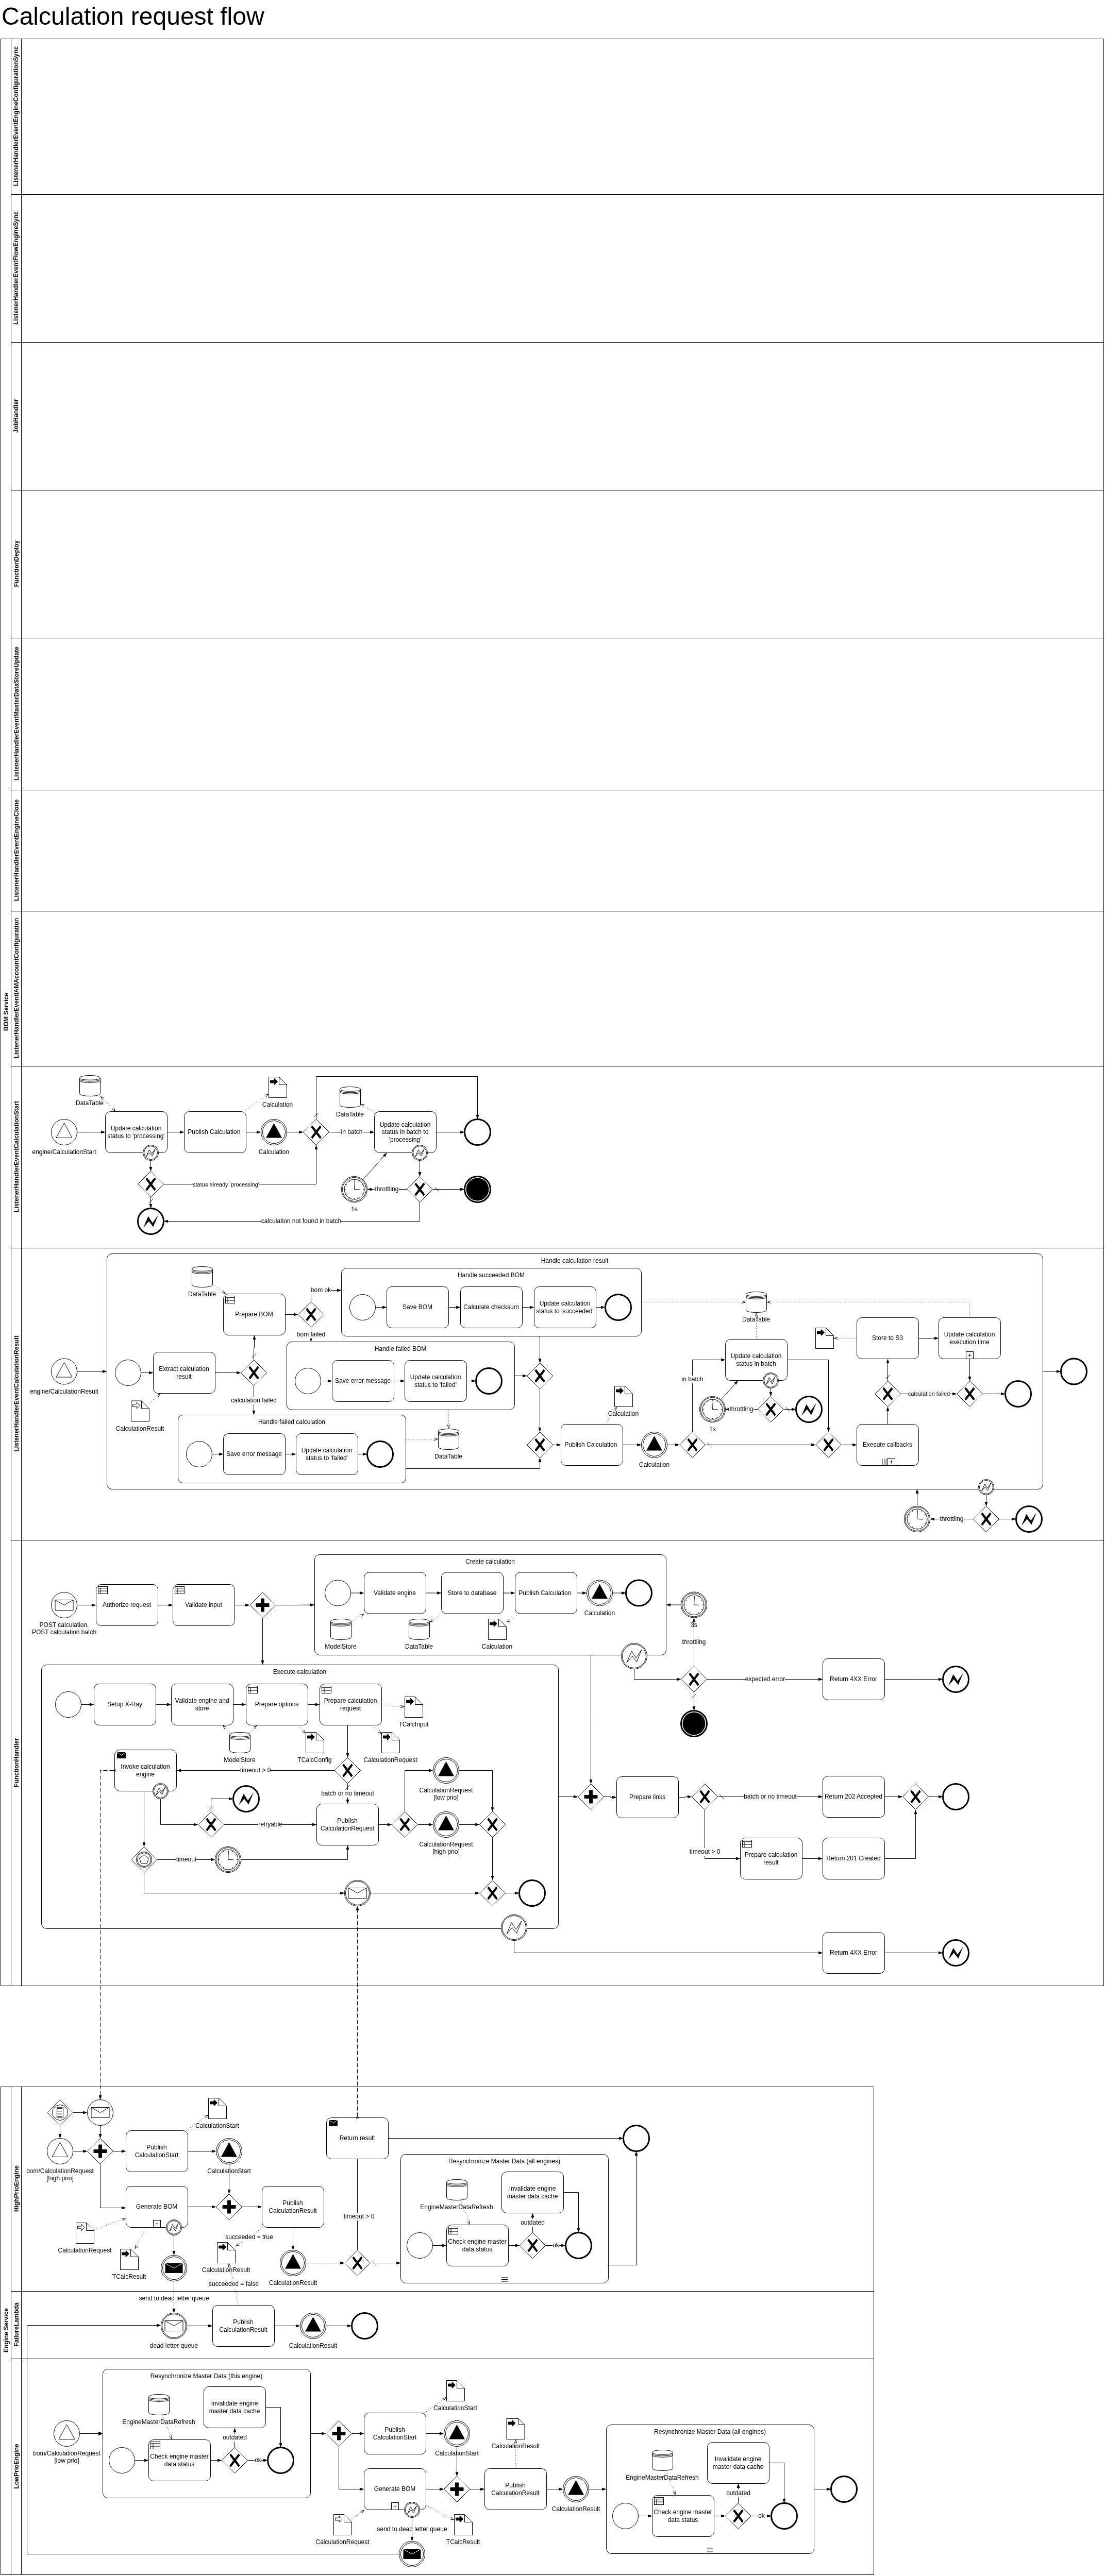 Calculation request flow
BOM Service
ListenerHandlerEventEngineConfigurationSync
ListenerHandlerEventFlowEngineSync
JobHandler
FunctionDeploy
ListenerHandlerEventMasterDataStoreUpdate
ListenerHandlerEventEngineClone
ListenerHandlerEventIAMAccountConfiguration
ListenerHandlerEventCalculationStart
DataTable
engine/CalculationStart
Update calculation
status to 'processing'
Publish Calculation
Calculation
Calculation
in batch
DataTable
Update calculation
status in batch to
'processing'
status already 'processing'
throttling
1s
calculation not found in batch
ListenerHandlerEventCalculationResult
Handle calculation result
engine/CalculationResult
Extract calculation
result
CalculationResult
DataTable
Prepare BOM
bom ok
bom failed
calculation failed
Handle succeeded BOM
Save BOM
Calculate checksum
Update calculation
status to 'succeeded'
Handle failed BOM
Save error message
Update calculation
status to 'failed'
Handle failed calculation
Save error message
Update calculation
status to 'failed'
DataTable
Publish Calculation
Calculation
Calculation
in batch
DataTable
Update calculation
status in batch
throttling
1s
Store to S3
Update calculation
execution time
calculation failed
Execute callbacks
throttling
FunctionHandler
POST calculation,
POST calculation batch
Authorize request
Validate input
Create calculation
Validate engine
Store to database
Publish Calculation
Calculation
ModelStore
DataTable
Calculation
3s
throttling
expected error
Return 4XX Error
Execute calculation
Setup X-Ray
Validate engine and
store
Prepare options
Prepare calculation
request
TCalcInput
ModelStore
TCalcConfig
CalculationRequest
Invoke calculation
engine
timeout > 0
batch or no timeout
retryable
Publish
CalculationRequest
CalculationRequest
[low prio]
CalculationRequest
[high prio]
timeout
Prepare links
batch or no timeout
Return 202 Accepted
timeout > 0
Prepare calculation
result
Return 201 Created
Return 4XX Error
Engine Service
HighPrioEngine
bom/CalculationRequest
[high prio]
Publish
CalculationStart
CalculationStart
CalculationStart
Generate BOM
CalculationRequest
TCalcResult
Publish
CalculationResult
succeeded = true
CalculationResult
succeeded = false
CalculationResult
timeout > 0
Return result
Resynchronize Master Data (all engines)
EngineMasterDataRefresh
Check engine master
data status
Invalidate engine
master data cache
outdated
ok
send to dead letter queue
FailureLambda
dead letter queue
Publish
CalculationResult
CalculationResult
LowPrioEngine
bom/CalculationRequest
[low prio]
Resynchronize Master Data (this engine)
EngineMasterDataRefresh
Check engine master
data status
Invalidate engine
master data cache
outdated
ok
Publish
CalculationStart
CalculationStart
CalculationStart
Generate BOM
CalculationRequest
send to dead letter queue
TCalcResult
CalculationResult
Publish
CalculationResult
CalculationResult
Resynchronize Master Data (all engines)
EngineMasterDataRefresh
Check engine master
data status
Invalidate engine
master data cache
outdated
ok